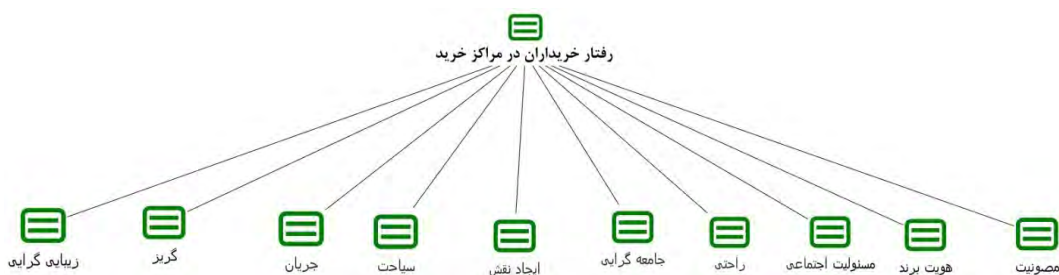 رفتار خریداران در مراکز خرید
مصونیت
هویت برند
مسئولیت اجتماعی
راحتی
جامعه گرایی
ایجاد نقش
سیاحت
جریان
گریز
زیبایی گرایی